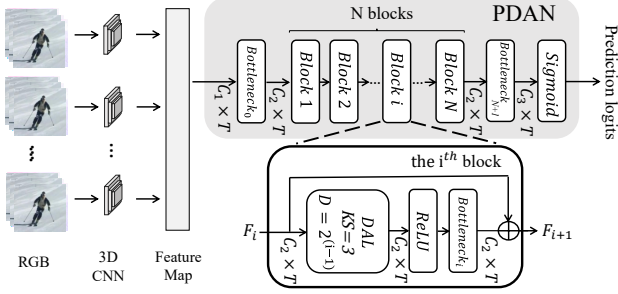 N blocks
PDAN
Bottleneck₀
Block 1
Block 2
...
Block i
...
Block N
Bottleneck N+1
Sigmoid
Prediction logits
C₁ × T
C₂ × T
C₂ × T
C₃ × T
the iᵗʰ block
Fᵢ
C₂ × T
DAL
KS=3
D = 2⁽ⁱ⁻¹⁾
C₂ × T
ReLU
Bottleneckᵢ
C₂ × T
Fᵢ₊₁
RGB
3D
CNN
Feature
Map